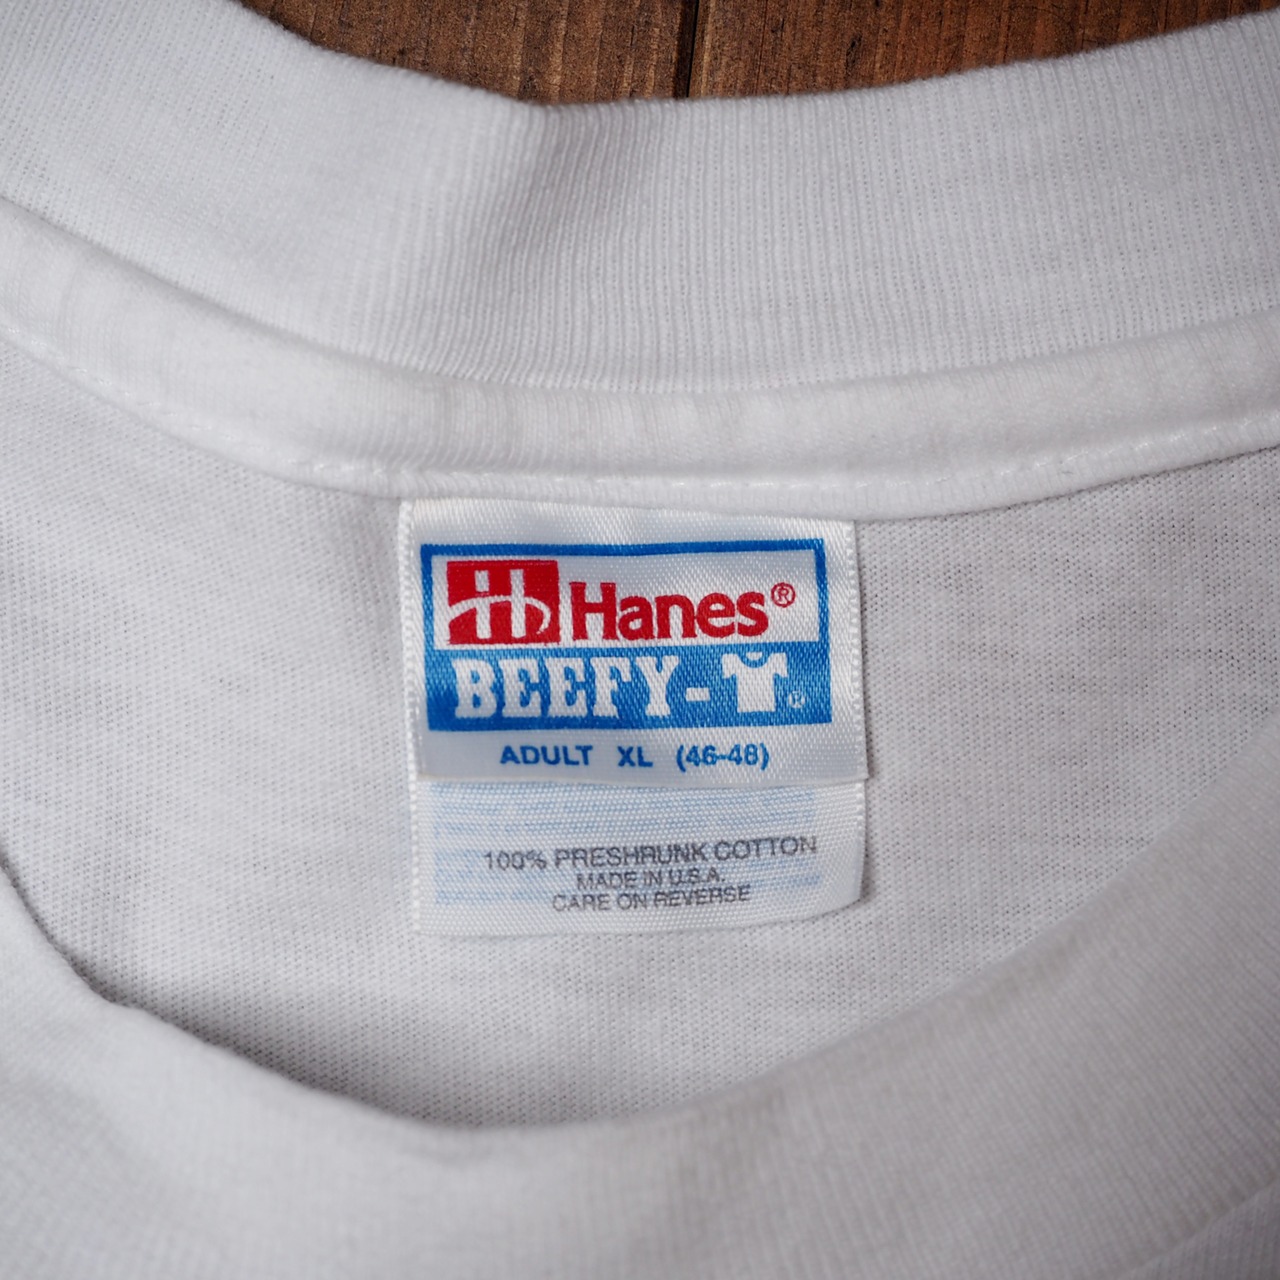 Hanes®
BEEFY-
ADULT XL (46-48)
100% PRESHRUNK COTTON
MADE IN U.S.A.
CARE ON REVERSE